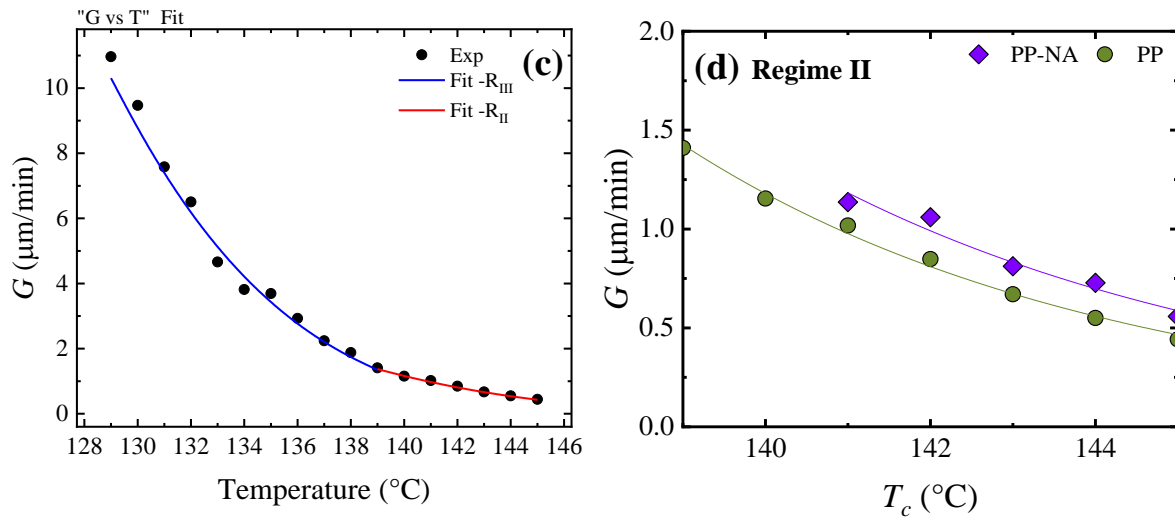 "G vs T" Fit
(c)
Exp
Fit -R_III
Fit -R_II
10
8
6
4
2
0
G (μm/min)
128 130 132 134 136 138 140 142 144 146
Temperature (°C)
(d) Regime II
PP-NA PP
2.0
1.5
1.0
0.5
0.0
G (μm/min)
140 142 144
T_c (°C)